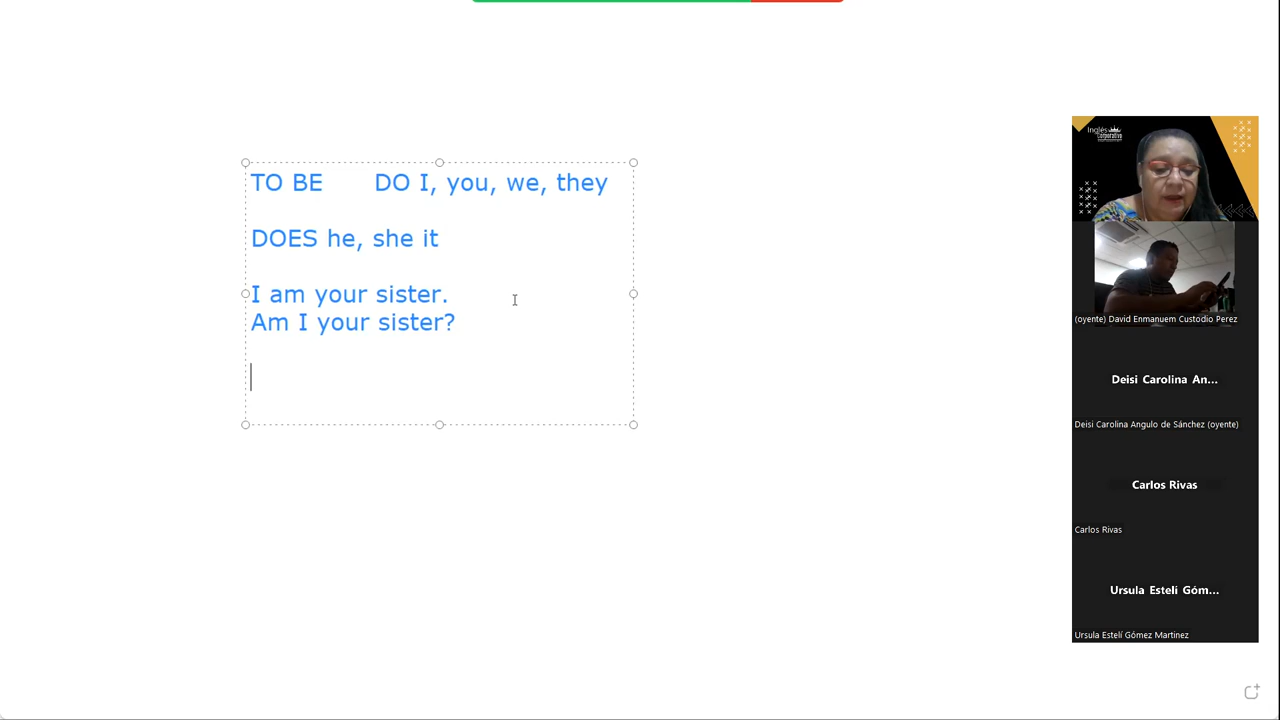 TO BE DO I, you, we, they
DOES he, she it
I am your sister.
Am I your sister?
Inglés
Corporativo
(oyente) David Enmanuem Custodio Perez
Deisi Carolina An...
Deisi Carolina Angulo de Sánchez (oyente)
Carlos Rivas
Carlos Rivas
Ursula Estelí Góm...
Ursula Estelí Gómez Martinez